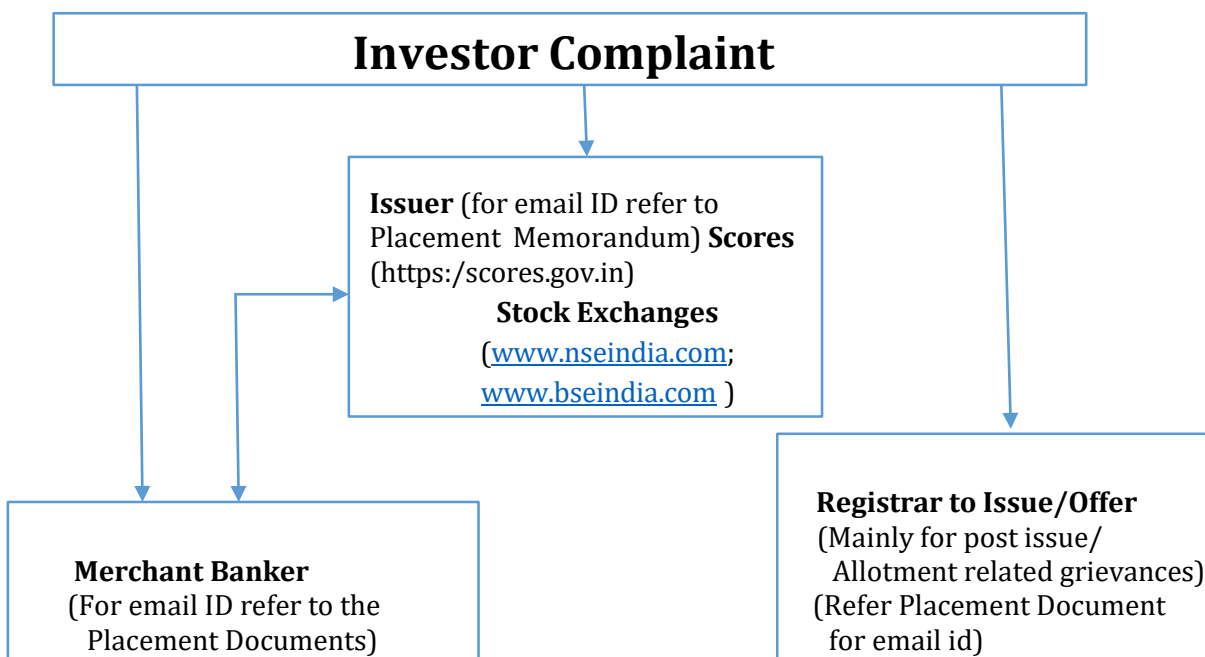 Investor Complaint
Issuer (for email ID refer to
Placement Memorandum) Scores
(https:/scores.gov.in)
Stock Exchanges
(www.nseindia.com;
www.bseindia.com )
Merchant Banker
(For email ID refer to the
Placement Documents)
Registrar to Issue/Offer
(Mainly for post issue/
Allotment related grievances)
(Refer Placement Document
for email id)